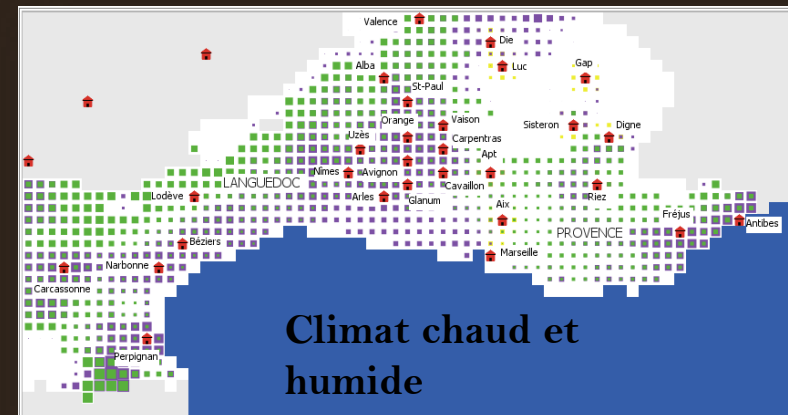 Valence
Die
Luc
Gap
Alba
St-Paul
Orange
Vaison
Sisteron
Digne
Uzès
Carpentras
Apt
Nîmes
Avignon
LANGUEDOC
Cavaillon
Lodève
Arles
Glanum
Riez
Aix
Fréjus
Antibes
PROVENCE
Béziers
Marseille
Narbonne
Carcassonne
Perpignan
Climat chaud et
humide